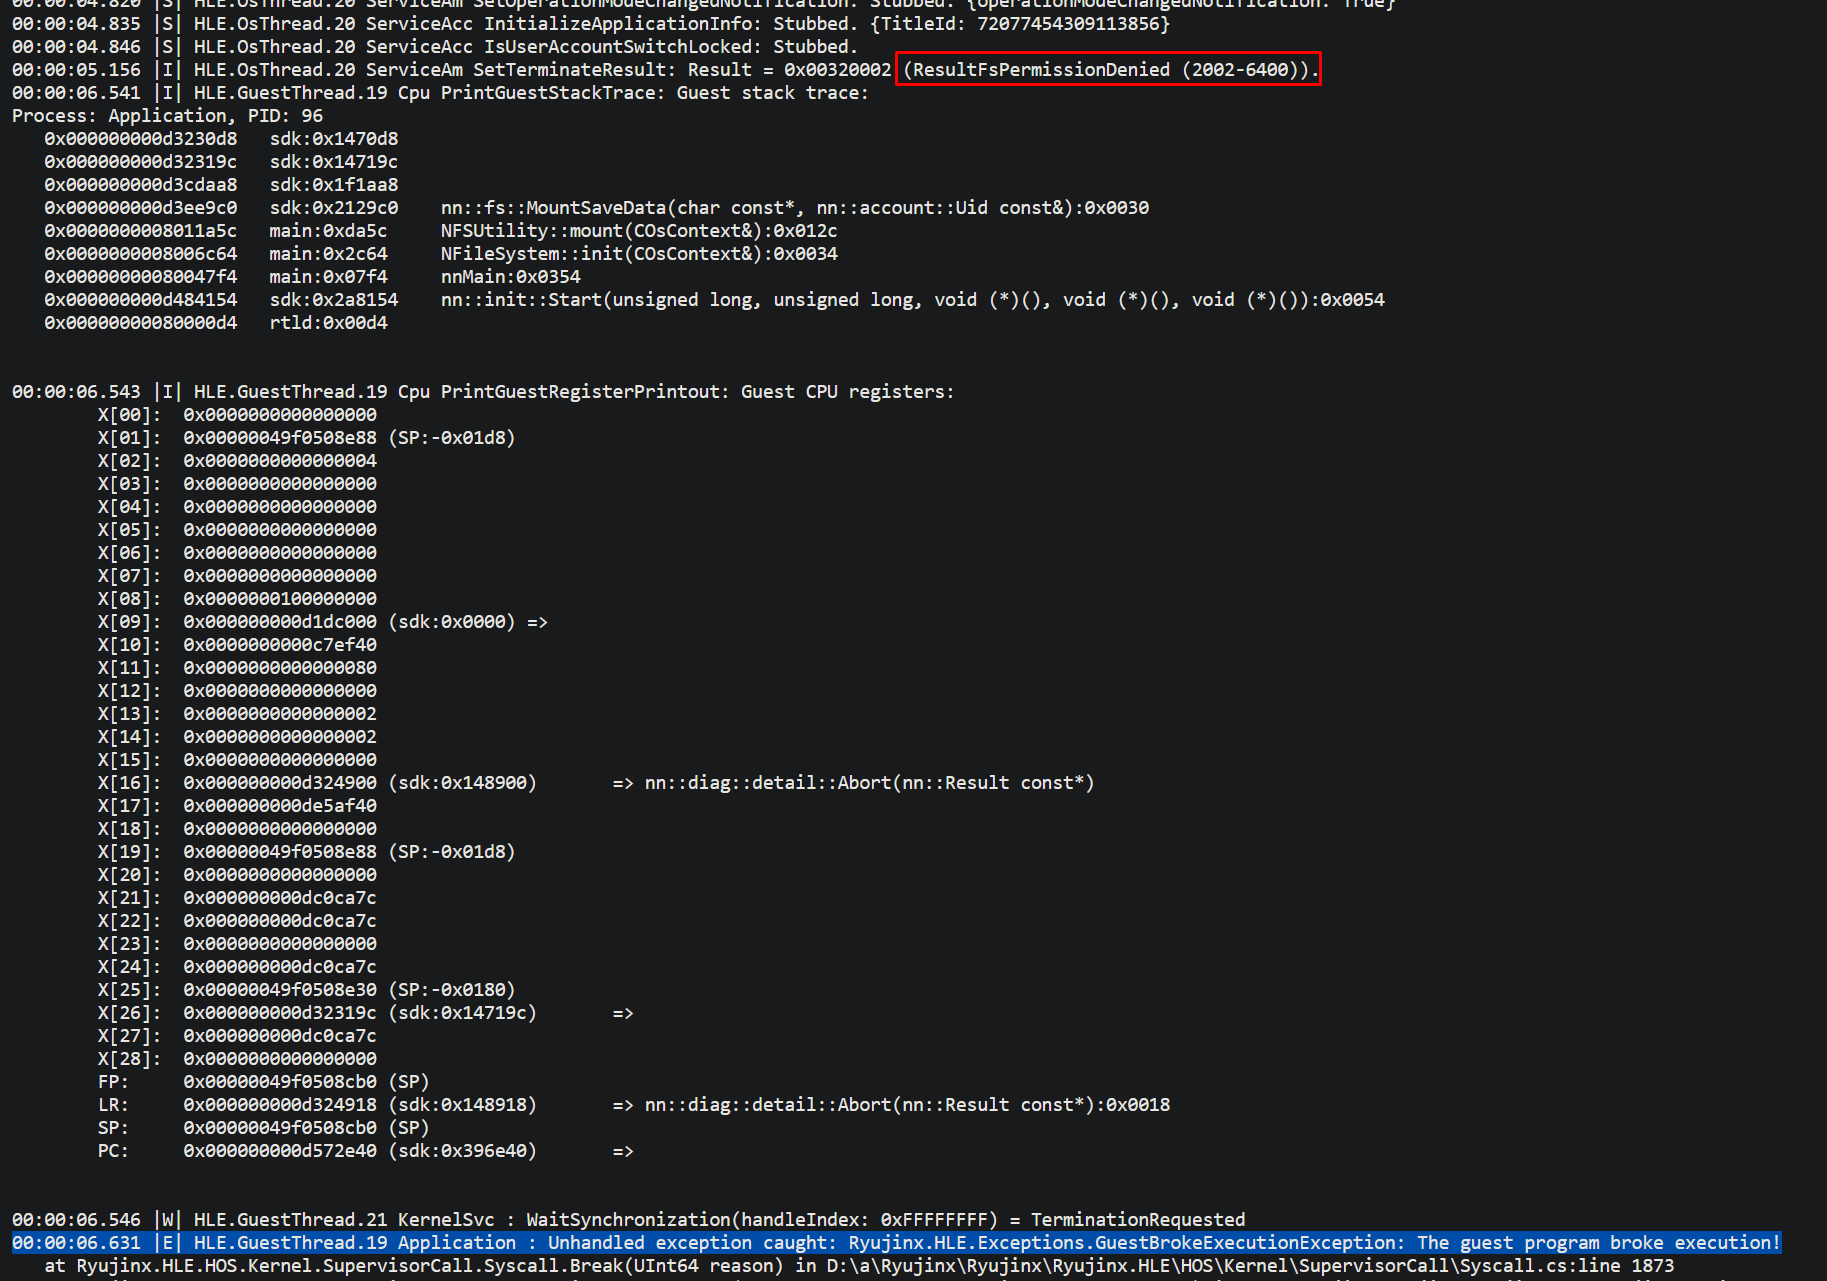 00:00:04.820 |S| HLE.OsThread.20 ServiceAm SetOperationModeChangedNotification: Stubbed. {operationModeChangedNotification: True}
00:00:04.835 |S| HLE.OsThread.20 ServiceAcc InitializeApplicationInfo: Stubbed. {TitleId: 72077454309113856}
00:00:04.846 |S| HLE.OsThread.20 ServiceAcc IsUserAccountSwitchLocked: Stubbed.
00:00:05.156 |I| HLE.OsThread.20 ServiceAm SetTerminateResult: Result = 0x00320002 (ResultFsPermissionDenied (2002-6400)).
00:00:06.541 |I| HLE.GuestThread.19 Cpu PrintGuestStackTrace: Guest stack trace:
Process: Application, PID: 96
0x000000000d3230d8 sdk:0x1470d8
0x000000000d32319c sdk:0x14719c
0x000000000d3cdaa8 sdk:0x1f1aa8
0x000000000d3ee9c0 sdk:0x2129c0 nn::fs::MountSaveData(char const*, nn::account::Uid const&):0x0030
0x0000000008011a5c main:0xda5c NFSUtility::mount(COsContext&):0x012c
0x0000000008006c64 main:0x2c64 NFileSystem::init(COsContext&):0x0034
0x00000000080047f4 main:0x07f4 nnMain:0x0354
0x000000000d484154 sdk:0x2a8154 nn::init::Start(unsigned long, unsigned long, void (*)(), void (*)(), void (*)()):0x0054
0x00000000080000d4 rtld:0x00d4
00:00:06.543 |I| HLE.GuestThread.19 Cpu PrintGuestRegisterPrintout: Guest CPU registers:
X[00]: 0x0000000000000000
X[01]: 0x00000049f0508e88 (SP:-0x01d8)
X[02]: 0x0000000000000004
X[03]: 0x0000000000000000
X[04]: 0x0000000000000000
X[05]: 0x0000000000000000
X[06]: 0x0000000000000000
X[07]: 0x0000000000000000
X[08]: 0x0000000100000000
X[09]: 0x000000000d1dc000 (sdk:0x0000) =>
X[10]: 0x0000000000c7ef40
X[11]: 0x0000000000000080
X[12]: 0x0000000000000000
X[13]: 0x0000000000000002
X[14]: 0x0000000000000002
X[15]: 0x0000000000000000
X[16]: 0x000000000d324900 (sdk:0x148900) => nn::diag::detail::Abort(nn::Result const*)
X[17]: 0x000000000de5af40
X[18]: 0x0000000000000000
X[19]: 0x00000049f0508e88 (SP:-0x01d8)
X[20]: 0x0000000000000000
X[21]: 0x000000000dc0ca7c
X[22]: 0x000000000dc0ca7c
X[23]: 0x0000000000000000
X[24]: 0x000000000dc0ca7c
X[25]: 0x00000049f0508e30 (SP:-0x0180)
X[26]: 0x000000000d32319c (sdk:0x14719c) =>
X[27]: 0x000000000dc0ca7c
X[28]: 0x0000000000000000
FP: 0x00000049f0508cb0 (SP)
LR: 0x000000000d324918 (sdk:0x148918) => nn::diag::detail::Abort(nn::Result const*):0x0018
SP: 0x00000049f0508cb0 (SP)
PC: 0x000000000d572e40 (sdk:0x396e40) =>
00:00:06.546 |W| HLE.GuestThread.21 KernelSvc : WaitSynchronization(handleIndex: 0xFFFFFFFF) = TerminationRequested
00:00:06.631 |E| HLE.GuestThread.19 Application : Unhandled exception caught: Ryujinx.HLE.Exceptions.GuestBrokeExecutionException: The guest program broke execution!
at Ryujinx.HLE.HOS.Kernel.SupervisorCall.Syscall.Break(UInt64 reason) in D:\a\Ryujinx\Ryujinx\Ryujinx.HLE\HOS\Kernel\SupervisorCall\Syscall.cs:line 1873